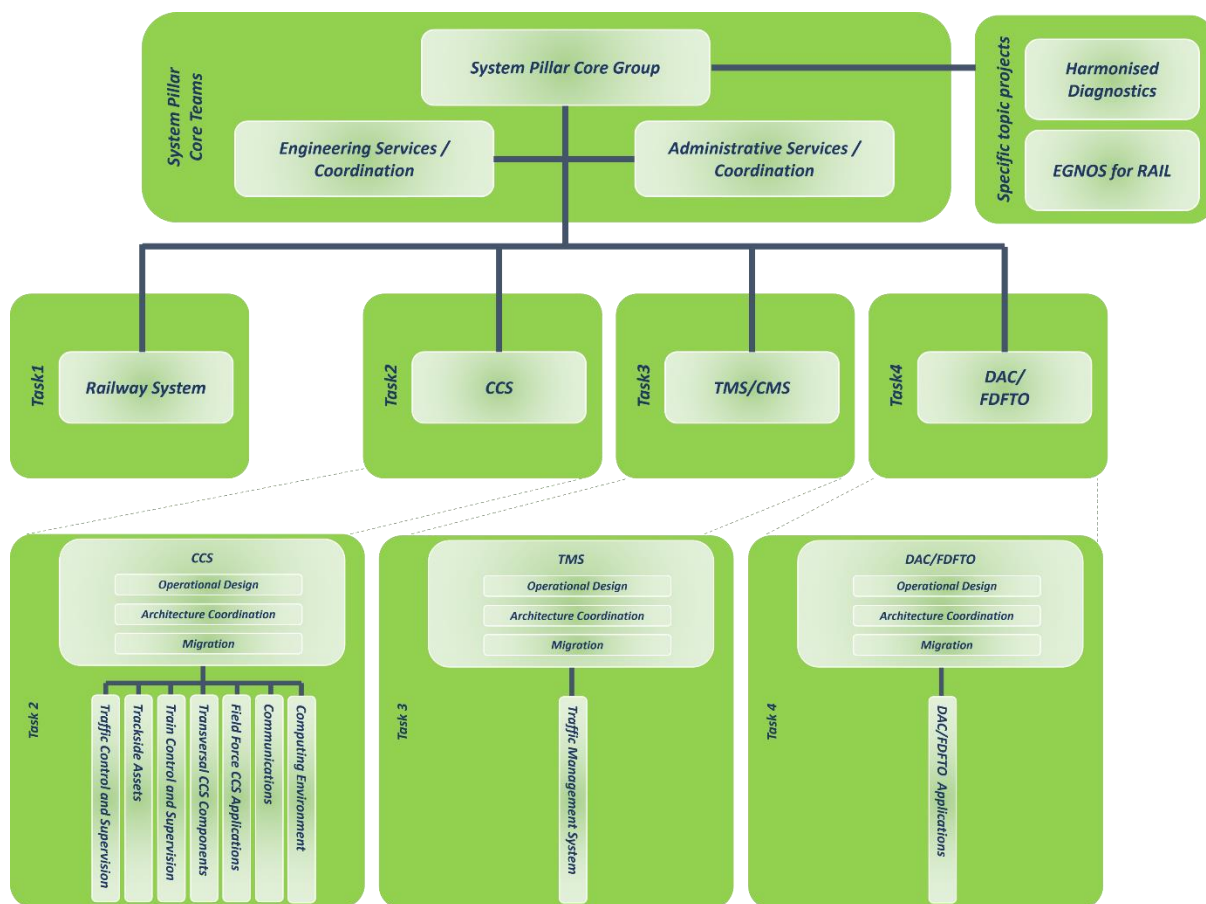 System Pillar
Core Teams
System Pillar Core Group
Engineering Services /
Coordination
Administrative Services /
Coordination
Specific topic projects
Harmonised
Diagnostics
EGNOS for RAIL
Task1
Railway System
Task2
CCS
Task3
TMS/CMS
Task4
DAC/
FDFTO
Task 2
CCS
Operational Design
Architecture Coordination
Migration
Traffic Control and Supervision
Trackside Assets
Train Control and Supervision
Transversal CCS Components
Field Force CCS Applications
Communications
Computing Environment
Task 3
TMS
Operational Design
Architecture Coordination
Migration
Traffic Management System
Task 4
DAC/FDFTO
Operational Design
Architecture Coordination
Migration
DAC/FDFTO Applications